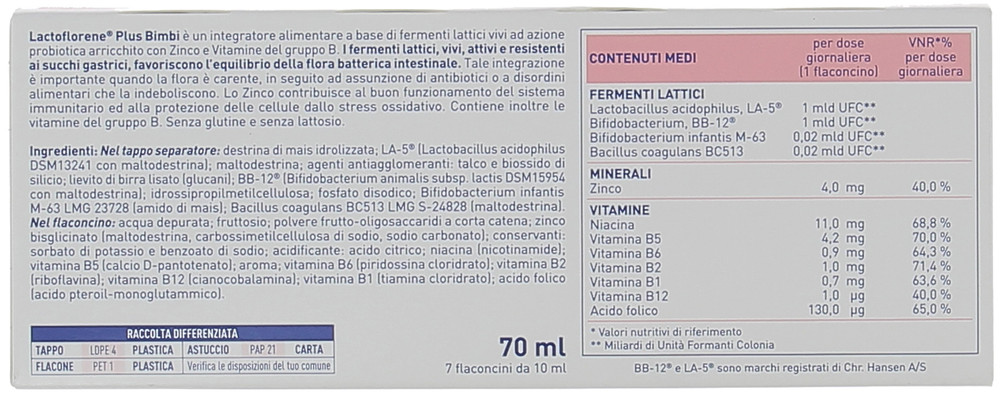 Lactoflorene® Plus Bimbi è un integratore alimentare a base di fermenti lattici vivi ad azione
probiotica arricchito con Zinco e Vitamine del gruppo B. I fermenti lattici, vivi, attivi e resistenti
ai succhi gastrici, favoriscono l'equilibrio della flora batterica intestinale. Tale integrazione
è importante quando la flora è carente, in seguito ad assunzione di antibiotici o a disordini
alimentari che la indeboliscono. Lo Zinco contribuisce al buon funzionamento del sistema
immunitario ed alla protezione delle cellule dallo stress ossidativo. Contiene inoltre le
vitamine del gruppo B. Senza glutine e senza lattosio.
Ingredienti: Nel tappo separatore: destrina di mais idrolizzata; LA-5® (Lactobacillus acidophilus
DSM13241 con maltodestrina); maltodestrina; agenti antiagglomeranti: talco e biossido di
silicio; lievito di birra lisato (glucani); BB-12® (Bifidobacterium animalis subsp. lactis DSM15954
con maltodestrina); idrossipropilmetilcellulosa; fosfato disodico; Bifidobacterium infantis
M-63 LMG 23728 (amido di mais); Bacillus coagulans BC513 LMG S-24828 (maltodestrina).
Nel flaconcino: acqua depurata; fruttosio; polvere frutto-oligosaccaridi a corta catena; zinco
bisglicinato (maltodestrina, carbossimetilcellulosa di sodio, sodio carbonato); conservanti:
sorbato di potassio e benzoato di sodio; acidificante: acido citrico; niacina (nicotinamide);
vitamina B5 (calcio D-pantotenato); aroma; vitamina B6 (piridossina cloridrato); vitamina B2
(riboflavina); vitamina B12 (cianocobalamina); vitamina B1 (tiamina cloridrato); acido folico
(acido pteroil-monoglutammico).
RACCOLTA DIFFERENZIATA
TAPPO LDPE 4 PLASTICA ASTUCCIO PAP 21 CARTA
FLACONE PET 1 PLASTICA Verifica le disposizioni del tuo comune
70 ml
7 flaconcini da 10 ml
CONTENUTI MEDI
per dose
giornaliera
(1 flaconcino)
VNR*%
per dose
giornaliera
FERMENTI LATTICI
Lactobacillus acidophilus, LA-5® 1 mld UFC**
Bifidobacterium, BB-12® 1 mld UFC**
Bifidobacterium infantis M-63 0,02 mld UFC**
Bacillus coagulans BC513 0,02 mld UFC**
MINERALI
Zinco 4,0 mg 40,0 %
VITAMINE
Niacina 11,0 mg 68,8 %
Vitamina B5 4,2 mg 70,0 %
Vitamina B6 0,9 mg 64,3 %
Vitamina B2 1,0 mg 71,4 %
Vitamina B1 0,7 mg 63,6 %
Vitamina B12 1,0 µg 40,0 %
Acido folico 130,0 µg 65,0 %
* Valori nutritivi di riferimento
** Miliardi di Unità Formanti Colonia
BB-12® e LA-5® sono marchi registrati di Chr. Hansen A/S